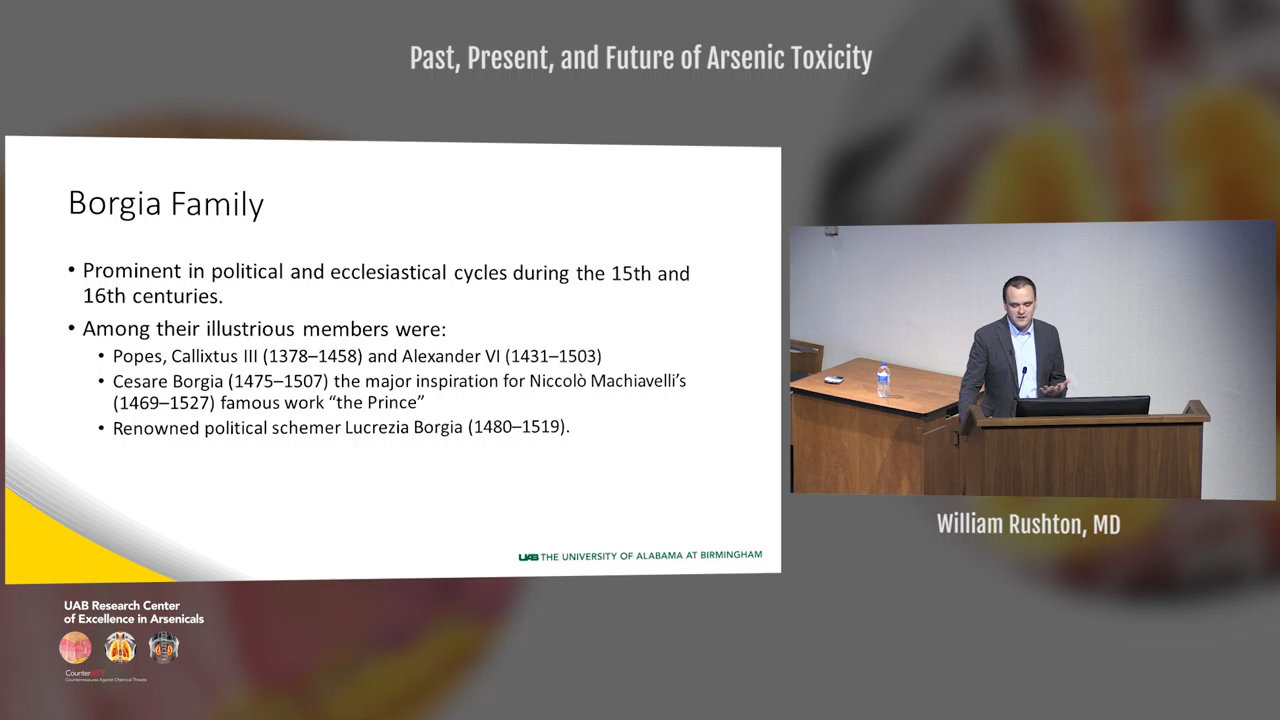 Past, Present, and Future of Arsenic Toxicity
Borgia Family
• Prominent in political and ecclesiastical cycles during the 15th and
16th centuries.
• Among their illustrious members were:
• Popes, Callixtus III (1378–1458) and Alexander VI (1431–1503)
• Cesare Borgia (1475–1507) the major inspiration for Niccolò Machiavelli's
(1469–1527) famous work “the Prince”
• Renowned political schemer Lucrezia Borgia (1480–1519).
UAB THE UNIVERSITY OF ALABAMA AT BIRMINGHAM
William Rushton, MD
UAB Research Center
of Excellence in Arsenicals
Countermeasures Against Chemical Threats